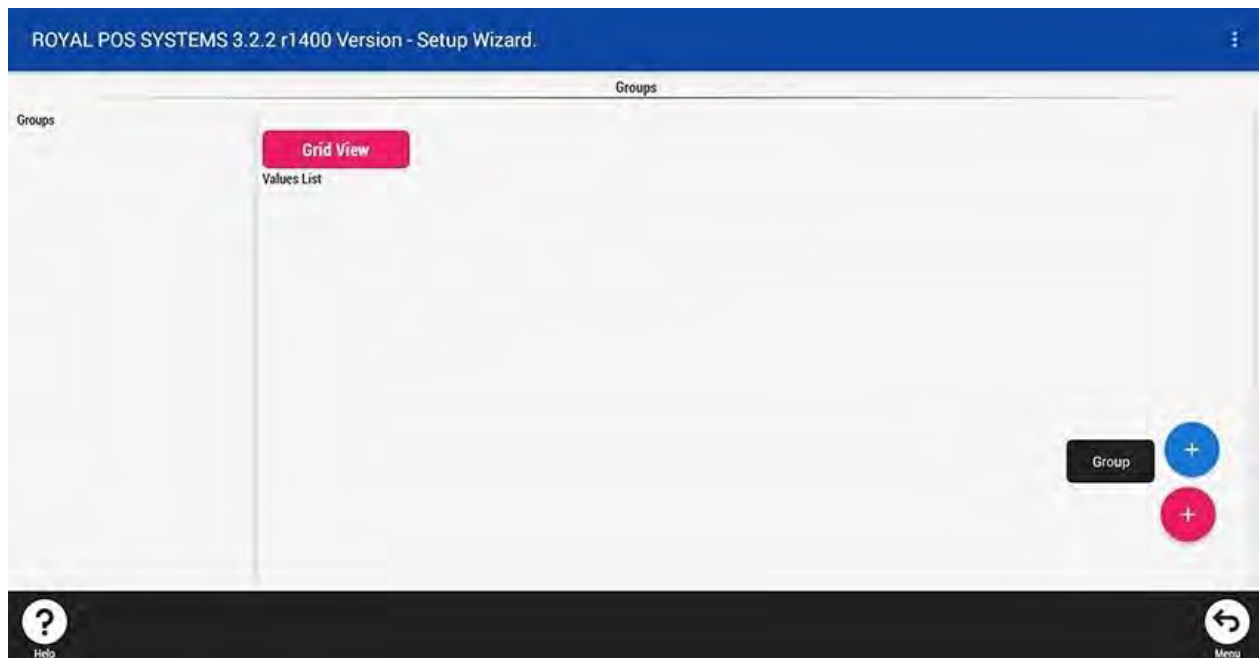 ROYAL POS SYSTEMS 3.2.2 r1400 Version - Setup Wizard.
Groups
Groups
Grid View
Values List
Group
Help
Menu